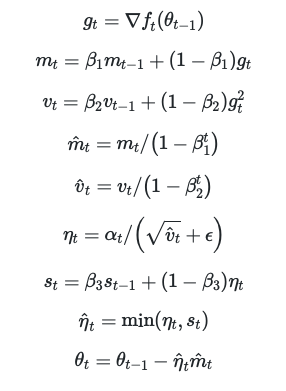 g_t = ∇f_t(θ_{t−1})
m_t = β_1 m_{t−1} + (1 − β_1)g_t
v_t = β_2 v_{t−1} + (1 − β_2)g_t^2
m̂_t = m_t/(1 − β_1^t)
v̂_t = v_t/(1 − β_2^t)
η_t = α_t/(√v̂_t + ϵ)
s_t = β_3 s_{t−1} + (1 − β_3)η_t
η̂_t = min(η_t, s_t)
θ_t = θ_{t−1} − η̂_t m̂_t